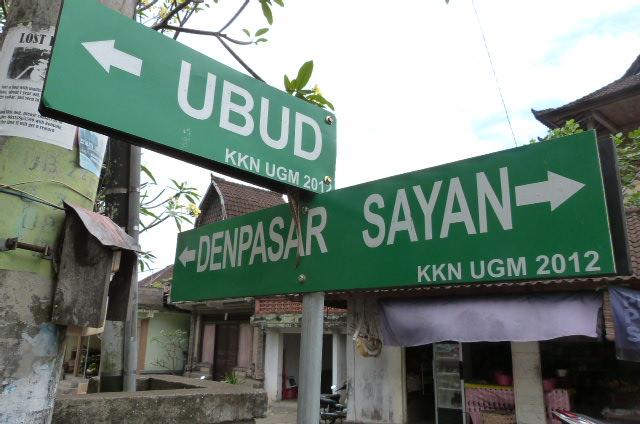 LOST
UBUD
KKN UGM 2012
DENPASAR SAYAN
KKN UGM 2012